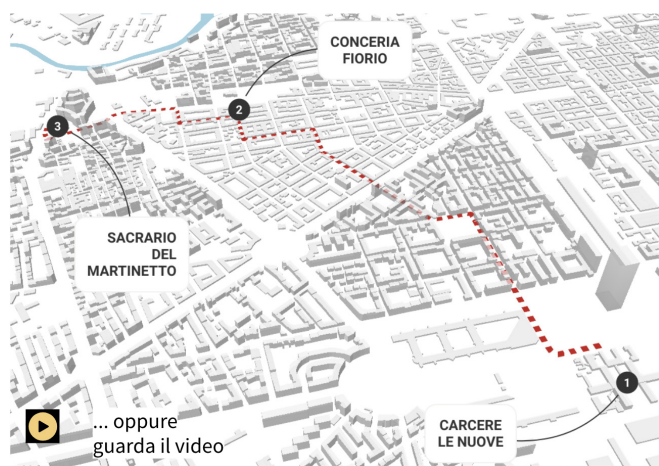 CONCERIA
FIORIO
2
3
SACRARIO
DEL
MARTINETTO
1
CARCERE
LE NUOVE
... oppure
guarda il video